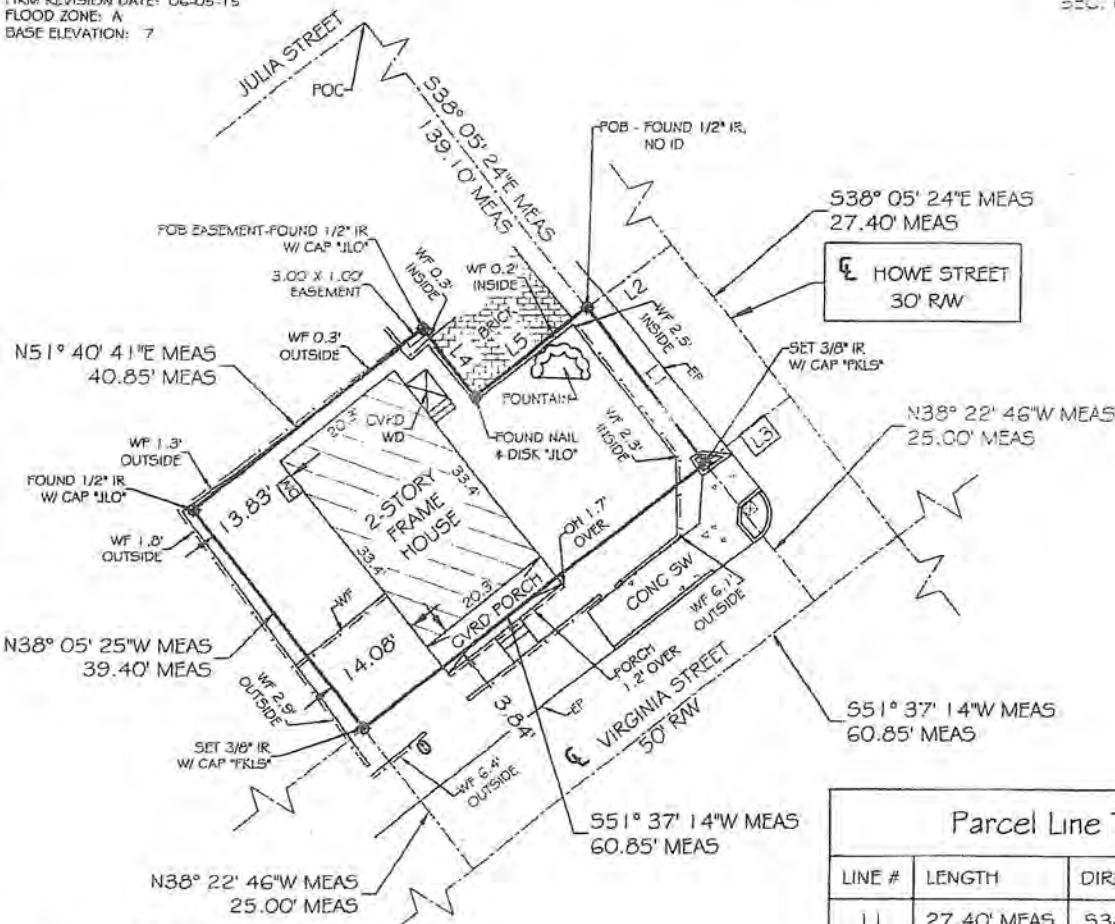 FIRM REVISION DATE: 06-05-15
FLOOD ZONE: A
BASE ELEVATION: 7
JULIA STREET
POC
S38° 05' 24"E MEAS
139.10' MEAS
POB - FOUND 1/2" IR,
NO ID
S38° 05' 24"E MEAS
27.40' MEAS
℄ HOWE STREET
30' R/W
POB EASEMENT-FOUND 1/2" IR
W/ CAP "JLO"
3.00' X 1.00'
EASEMENT
WF 0.3'
INSIDE
WF 0.2'
INSIDE
BRICK
L4
L5
L2
WF 2.5'
INSIDE
L1
EP
SET 3/8" IR
W/ CAP "FKLS"
L3
N38° 22' 46"W MEAS
25.00' MEAS
WF 0.3'
OUTSIDE
N51° 40' 41"E MEAS
40.85' MEAS
FOUNTAIN
WF 2.3'
INSIDE
FOUND NAIL
& DISK "JLO"
CVRD
WD
20.3'
WF 1.3'
OUTSIDE
FOUND 1/2" IR
W/ CAP "JLO"
13.83'
2-STORY
FRAME
HOUSE
33.4'
33.4'
20.3'
WF 1.8'
OUTSIDE
OH 1.7'
OVER
CVRD PORCH
CONC SW
WF 6.1'
OUTSIDE
WF
14.08'
N38° 05' 25"W MEAS
39.40' MEAS
PORCH
1.2' OVER
WF 2.9'
OUTSIDE
3.84'
EP
℄ VIRGINIA STREET
50' R/W
S51° 37' 14"W MEAS
60.85' MEAS
SET 3/8" IR
W/ CAP "FKLS"
WF 6.4'
OUTSIDE
S51° 37' 14"W MEAS
60.85' MEAS
N38° 22' 46"W MEAS
25.00' MEAS
Parcel Line
LINE # LENGTH
L1 27.40' MEAS